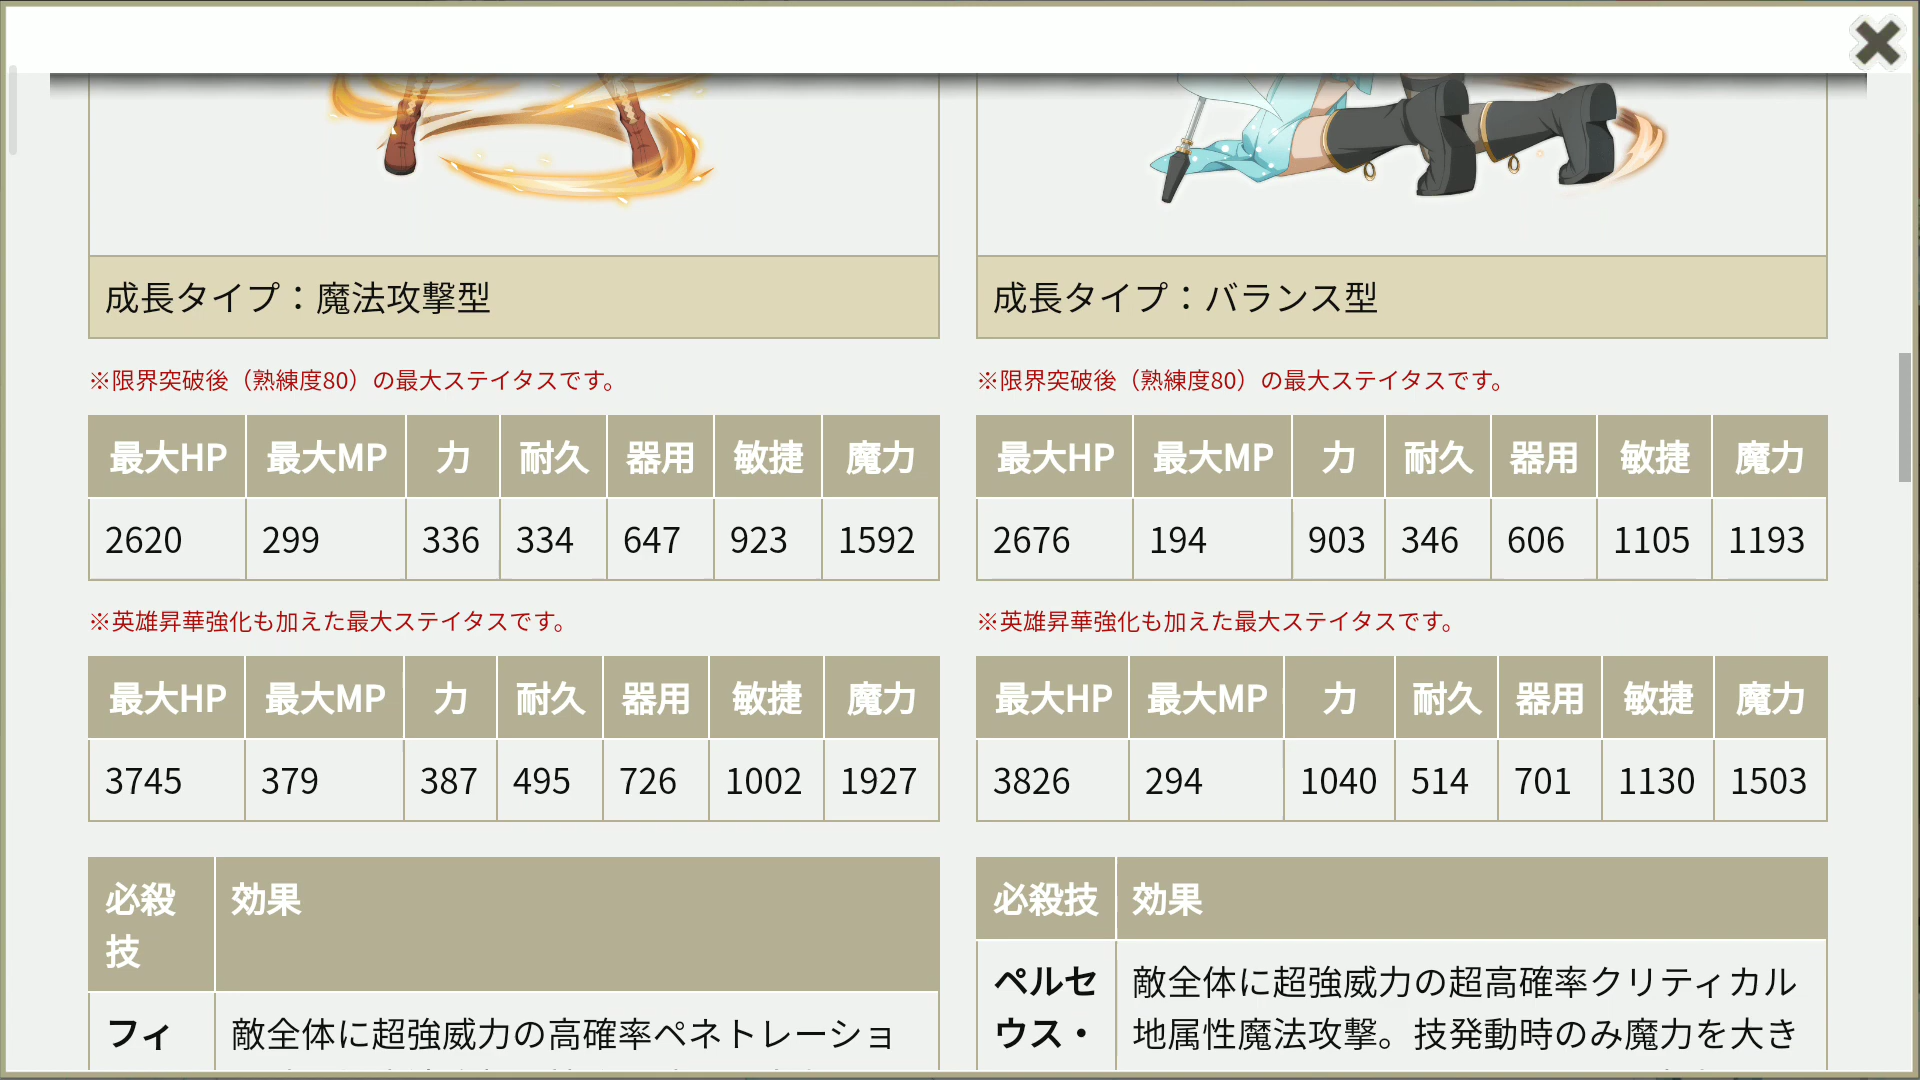 成長タイプ：魔法攻撃型
※限界突破後（熟練度80）の最大ステイタスです。
最大HP 最大MP 力 耐久 器用 敏捷 魔力
2620 299 336 334 647 923 1592
※英雄昇華強化も加えた最大ステイタスです。
最大HP 最大MP 力 耐久 器用 敏捷 魔力
3745 379 387 495 726 1002 1927
必殺技 効果
フィ 敵全体に超強威力の高確率ペネトレーショ
成長タイプ：バランス型
※限界突破後（熟練度80）の最大ステイタスです。
最大HP 最大MP 力 耐久 器用 敏捷 魔力
2676 194 903 346 606 1105 1193
※英雄昇華強化も加えた最大ステイタスです。
最大HP 最大MP 力 耐久 器用 敏捷 魔力
3826 294 1040 514 701 1130 1503
必殺技 効果
ペルセ 敵全体に超強威力の超高確率クリティカル
ウス・ 地属性魔法攻撃。技発動時のみ魔力を大き